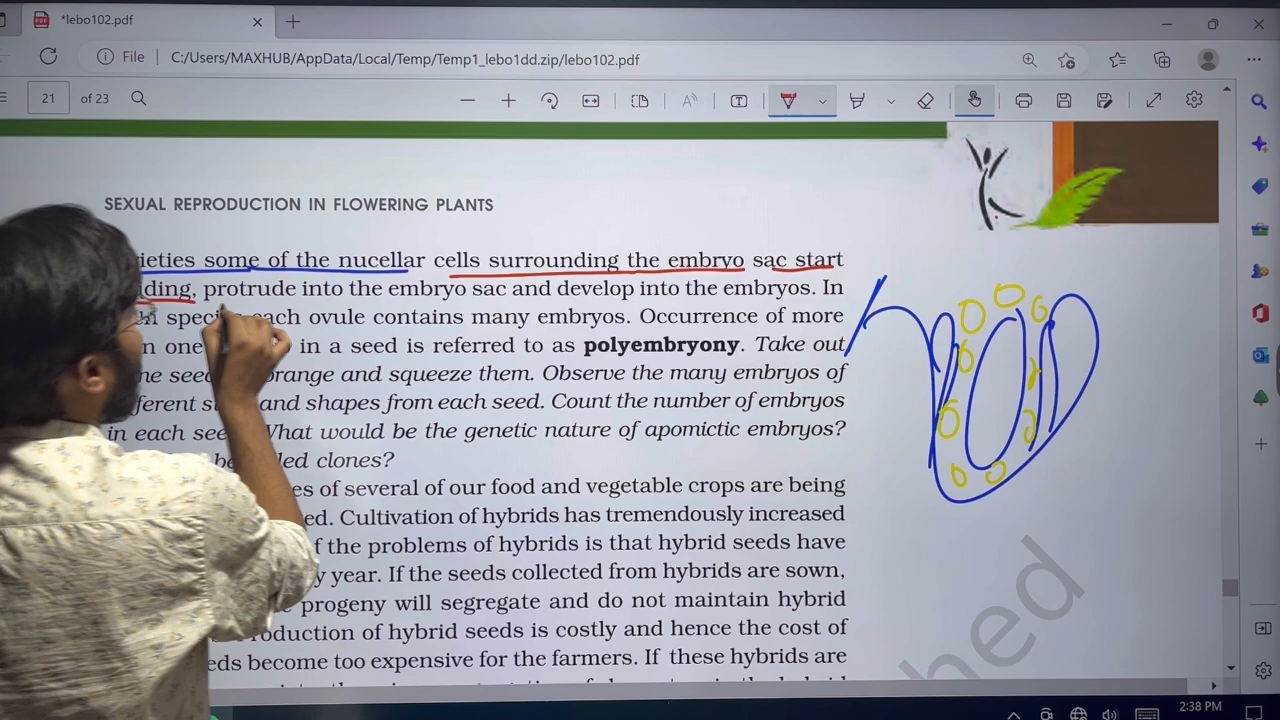 *lebo102.pdf
File C:/Users/MAXHUB/AppData/Local/Temp/Temp1_lebo1dd.zip/lebo102.pdf
21 of 23
SEXUAL REPRODUCTION IN FLOWERING PLANTS
some of the nucellar cells surrounding the embryo sac start
protrude into the embryo sac and develop into the embryos. In
each ovule contains many embryos. Occurrence of more
one in a seed is referred to as polyembryony. Take out
orange and squeeze them. Observe the many embryos of
and shapes from each seed. Count the number of embryos
in each What would be the genetic nature of apomictic embryos?
clones?
of several of our food and vegetable crops are being
Cultivation of hybrids has tremendously increased
the problems of hybrids is that hybrid seeds have
year. If the seeds collected from hybrids are sown,
progeny will segregate and do not maintain hybrid
of hybrid seeds is costly and hence the cost of
become too expensive for the farmers. If these hybrids are
2:38 PM